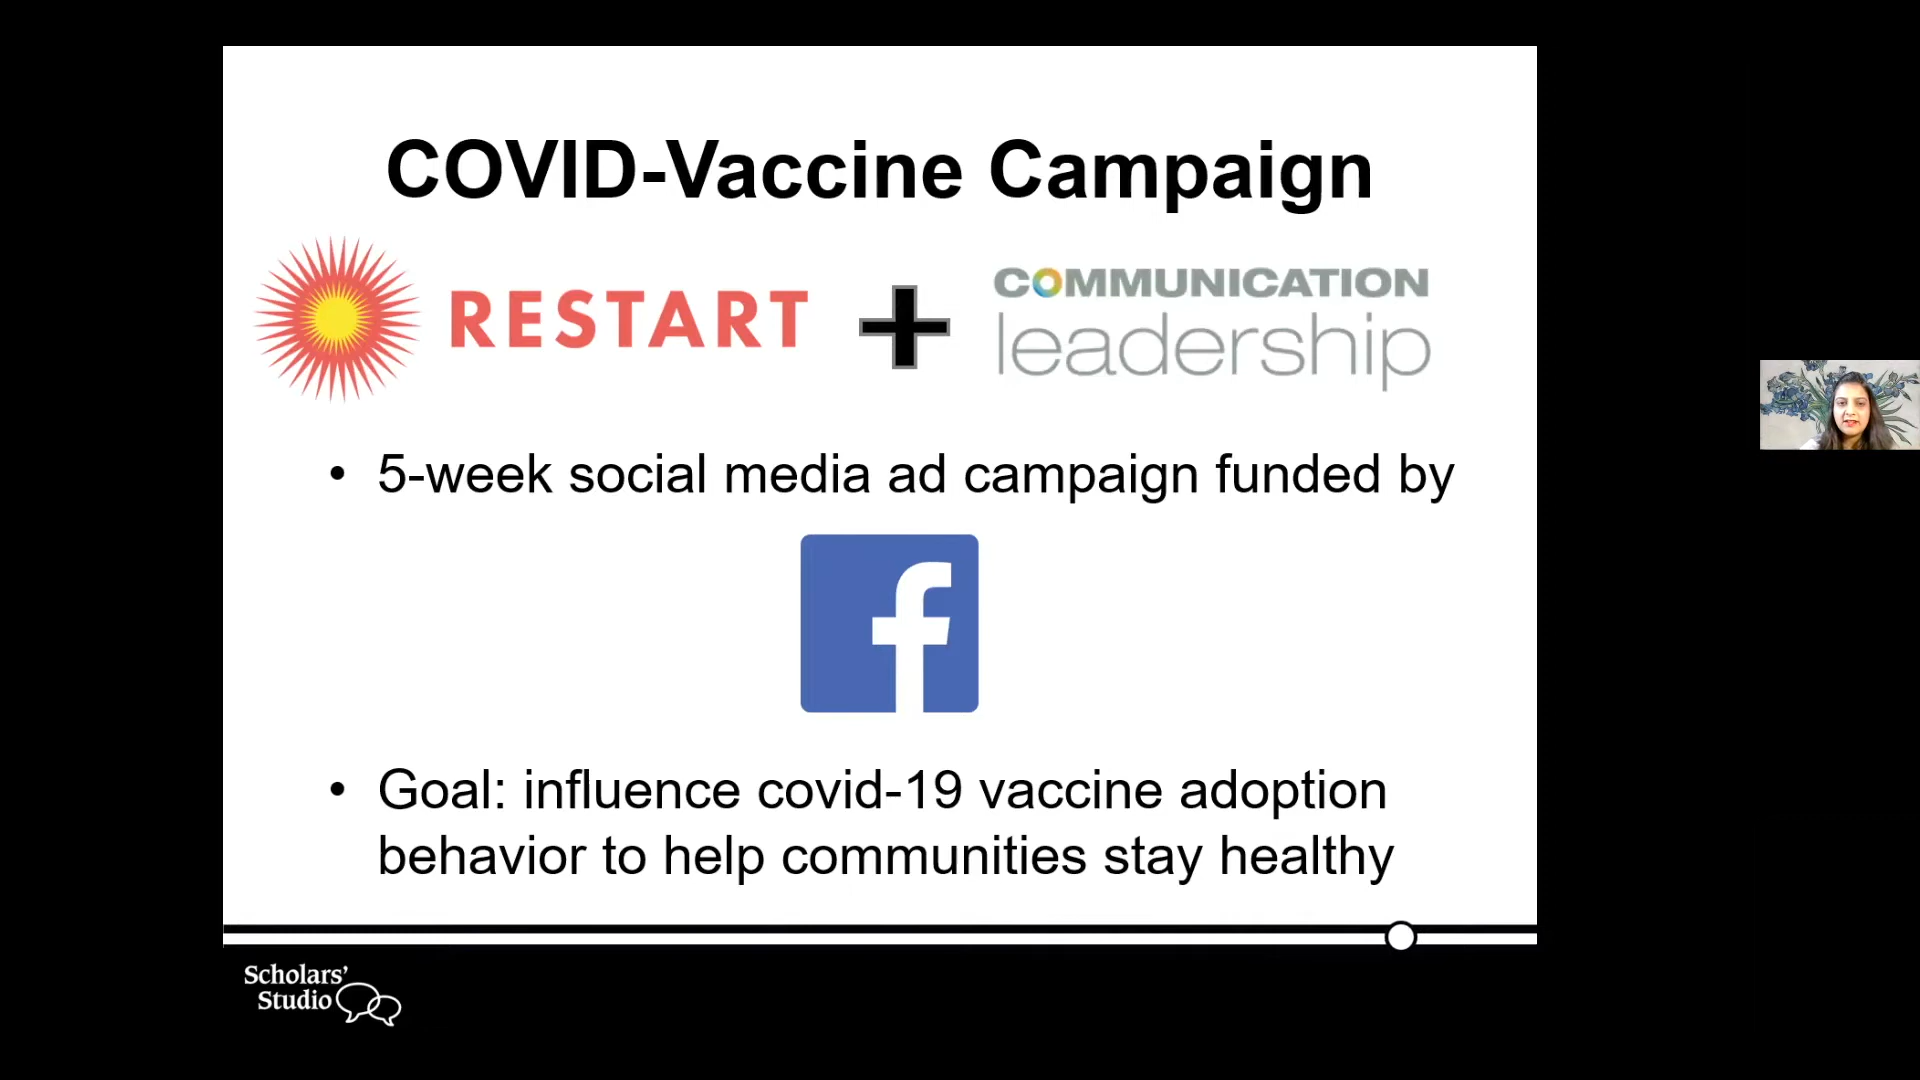 COVID-Vaccine Campaign
RESTART
COMMUNICATION
leadership
• 5-week social media ad campaign funded by
f
• Goal: influence covid-19 vaccine adoption
behavior to help communities stay healthy
Scholars'
Studio